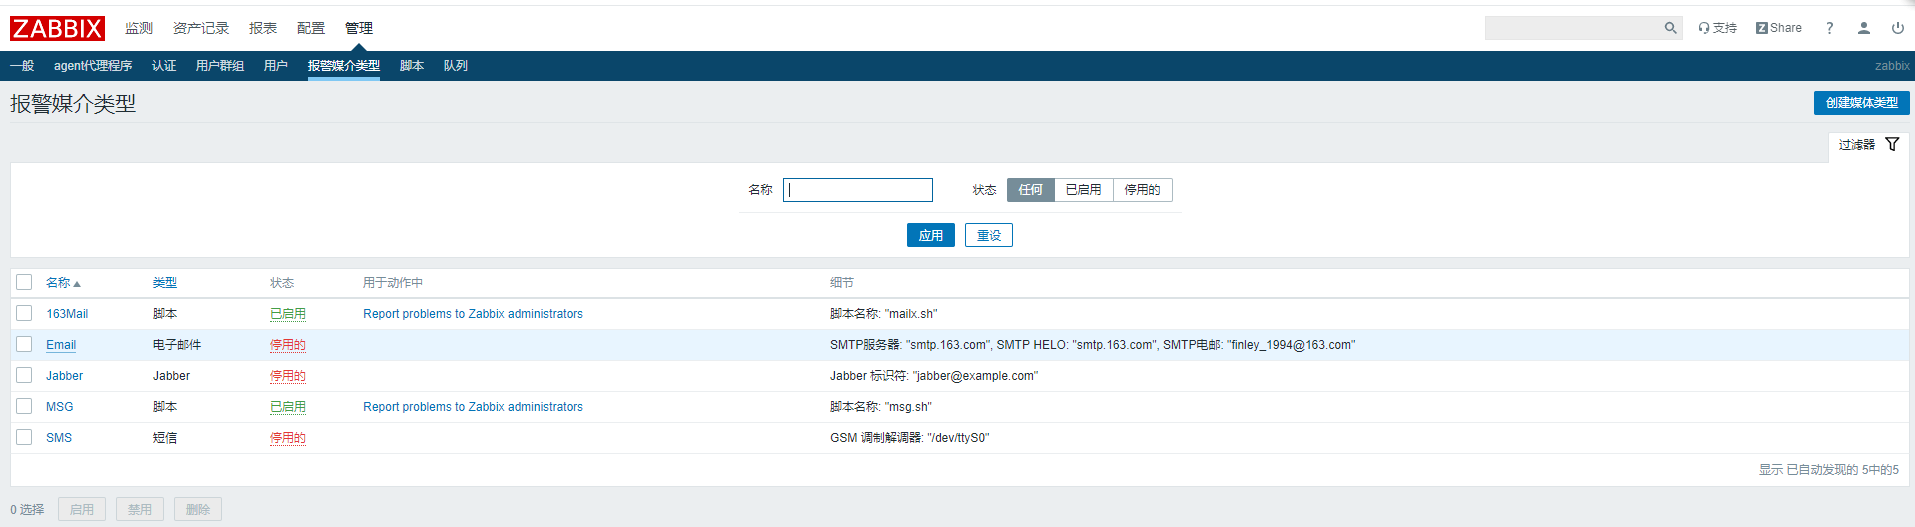 ZABBIX 监测 资产记录 报表 配置 管理 支持 Z Share ?
一般 agent代理程序 认证 用户群组 用户 报警媒介类型 脚本 队列 zabbix
报警媒介类型 创建媒体类型
过滤器
名称 状态 任何 已启用 停用的
应用 重设
名称 类型 状态 用于动作中 细节
163Mail 脚本 已启用 Report problems to Zabbix administrators 脚本名称: "mailx.sh"
Email 电子邮件 停用的 SMTP服务器: "smtp.163.com", SMTP HELO: "smtp.163.com", SMTP电邮: "finley_1994@163.com"
Jabber Jabber 停用的 Jabber 标识符: "jabber@example.com"
MSG 脚本 已启用 Report problems to Zabbix administrators 脚本名称: "msg.sh"
SMS 短信 停用的 GSM 调制解调器: "/dev/ttyS0"
显示 已自动发现的 5中的5
0 选择 启用 禁用 删除